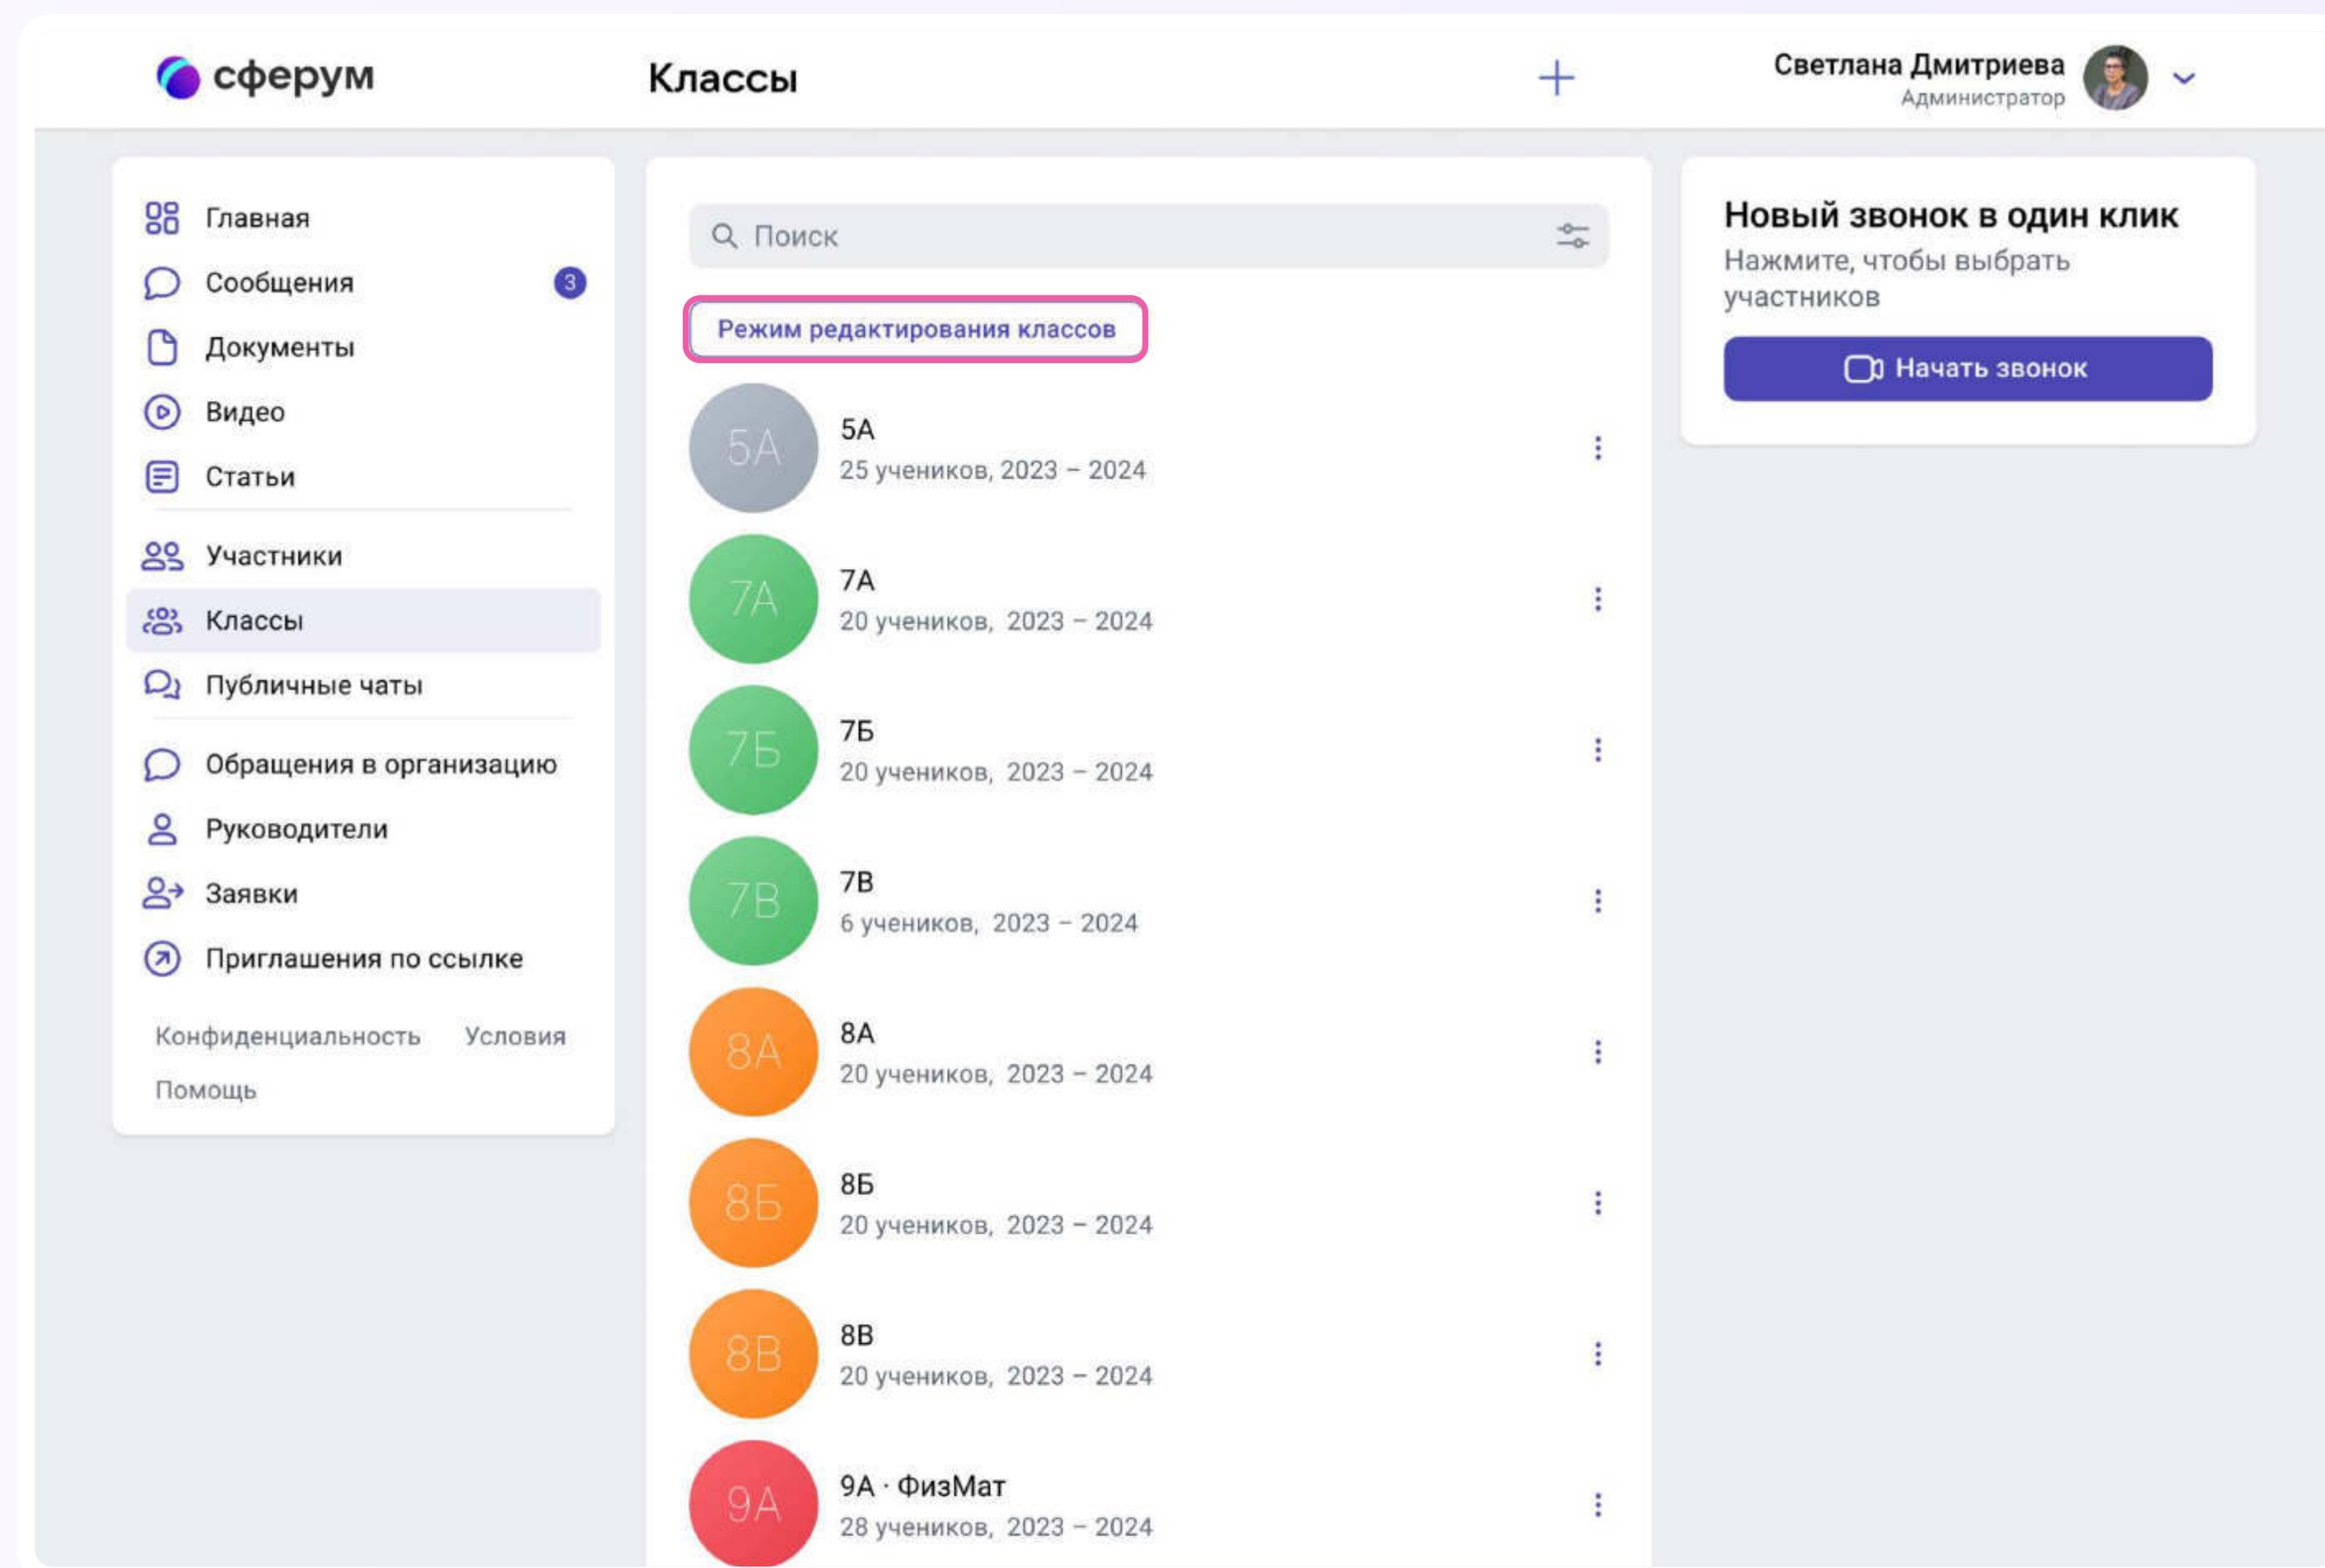 сферум
Классы
Светлана Дмитриева
Администратор
Главная
Сообщения
3
Документы
Видео
Статьи
Участники
Классы
Публичные чаты
Обращения в организацию
Руководители
Заявки
Приглашения по ссылке
Конфиденциальность Условия
Помощь
Поиск
Режим редактирования классов
5А
5А
25 учеников, 2023 – 2024
7А
7А
20 учеников, 2023 – 2024
7Б
7Б
20 учеников, 2023 – 2024
7В
7В
6 учеников, 2023 – 2024
8А
8А
20 учеников, 2023 – 2024
8Б
8Б
20 учеников, 2023 – 2024
8В
8В
20 учеников, 2023 – 2024
9А
9А · ФизМат
28 учеников, 2023 – 2024
Новый звонок в один клик
Нажмите, чтобы выбрать
участников
Начать звонок